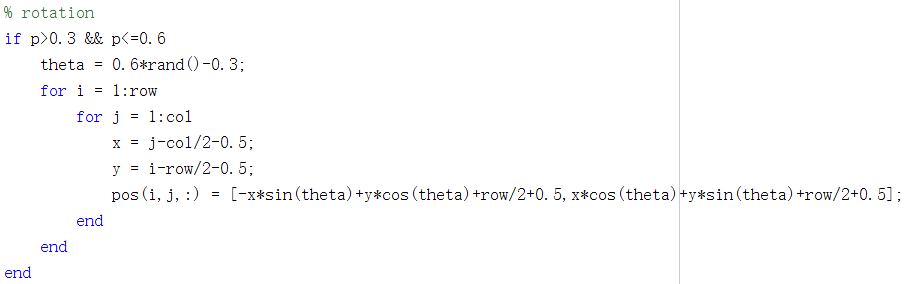 % rotation
if p>0.3 && p<=0.6
    theta = 0.6*rand()-0.3;
    for i = 1:row
        for j = 1:col
            x = j-col/2-0.5;
            y = i-row/2-0.5;
            pos(i,j,:) = [-x*sin(theta)+y*cos(theta)+row/2+0.5,x*cos(theta)+y*sin(theta)+row/2+0.5];
        end
    end
end